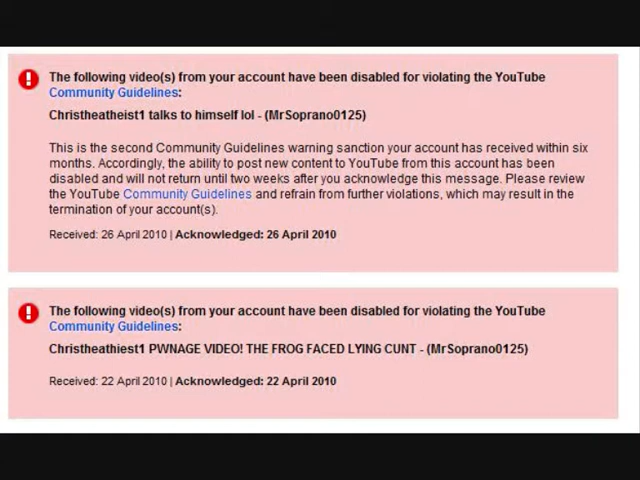 The following video(s) from your account have been disabled for violating the YouTube
Community Guidelines:
Christheatheist1 talks to himself lol - (MrSoprano0125)
This is the second Community Guidelines warning sanction your account has received within six
months. Accordingly, the ability to post new content to YouTube from this account has been
disabled and will not return until two weeks after you acknowledge this message. Please review
the YouTube Community Guidelines and refrain from further violations, which may result in the
termination of your account(s).
Received: 26 April 2010 | Acknowledged: 26 April 2010
The following video(s) from your account have been disabled for violating the YouTube
Community Guidelines:
Christheathiest1 PWNAGE VIDEO! THE FROG FACED LYING CUNT - (MrSoprano0125)
Received: 22 April 2010 | Acknowledged: 22 April 2010